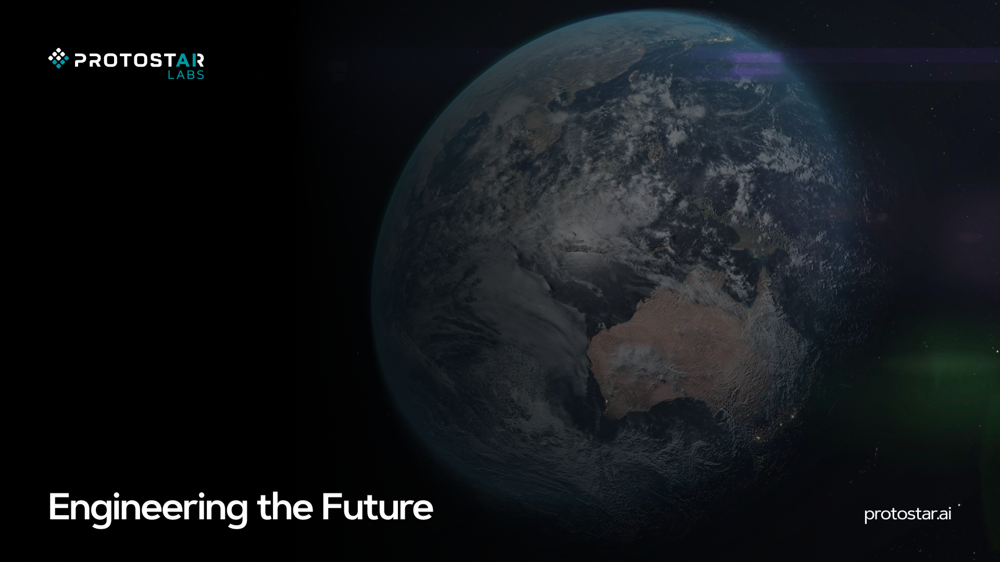 PROTOSTAR
LABS
Engineering the Future
protostar.ai